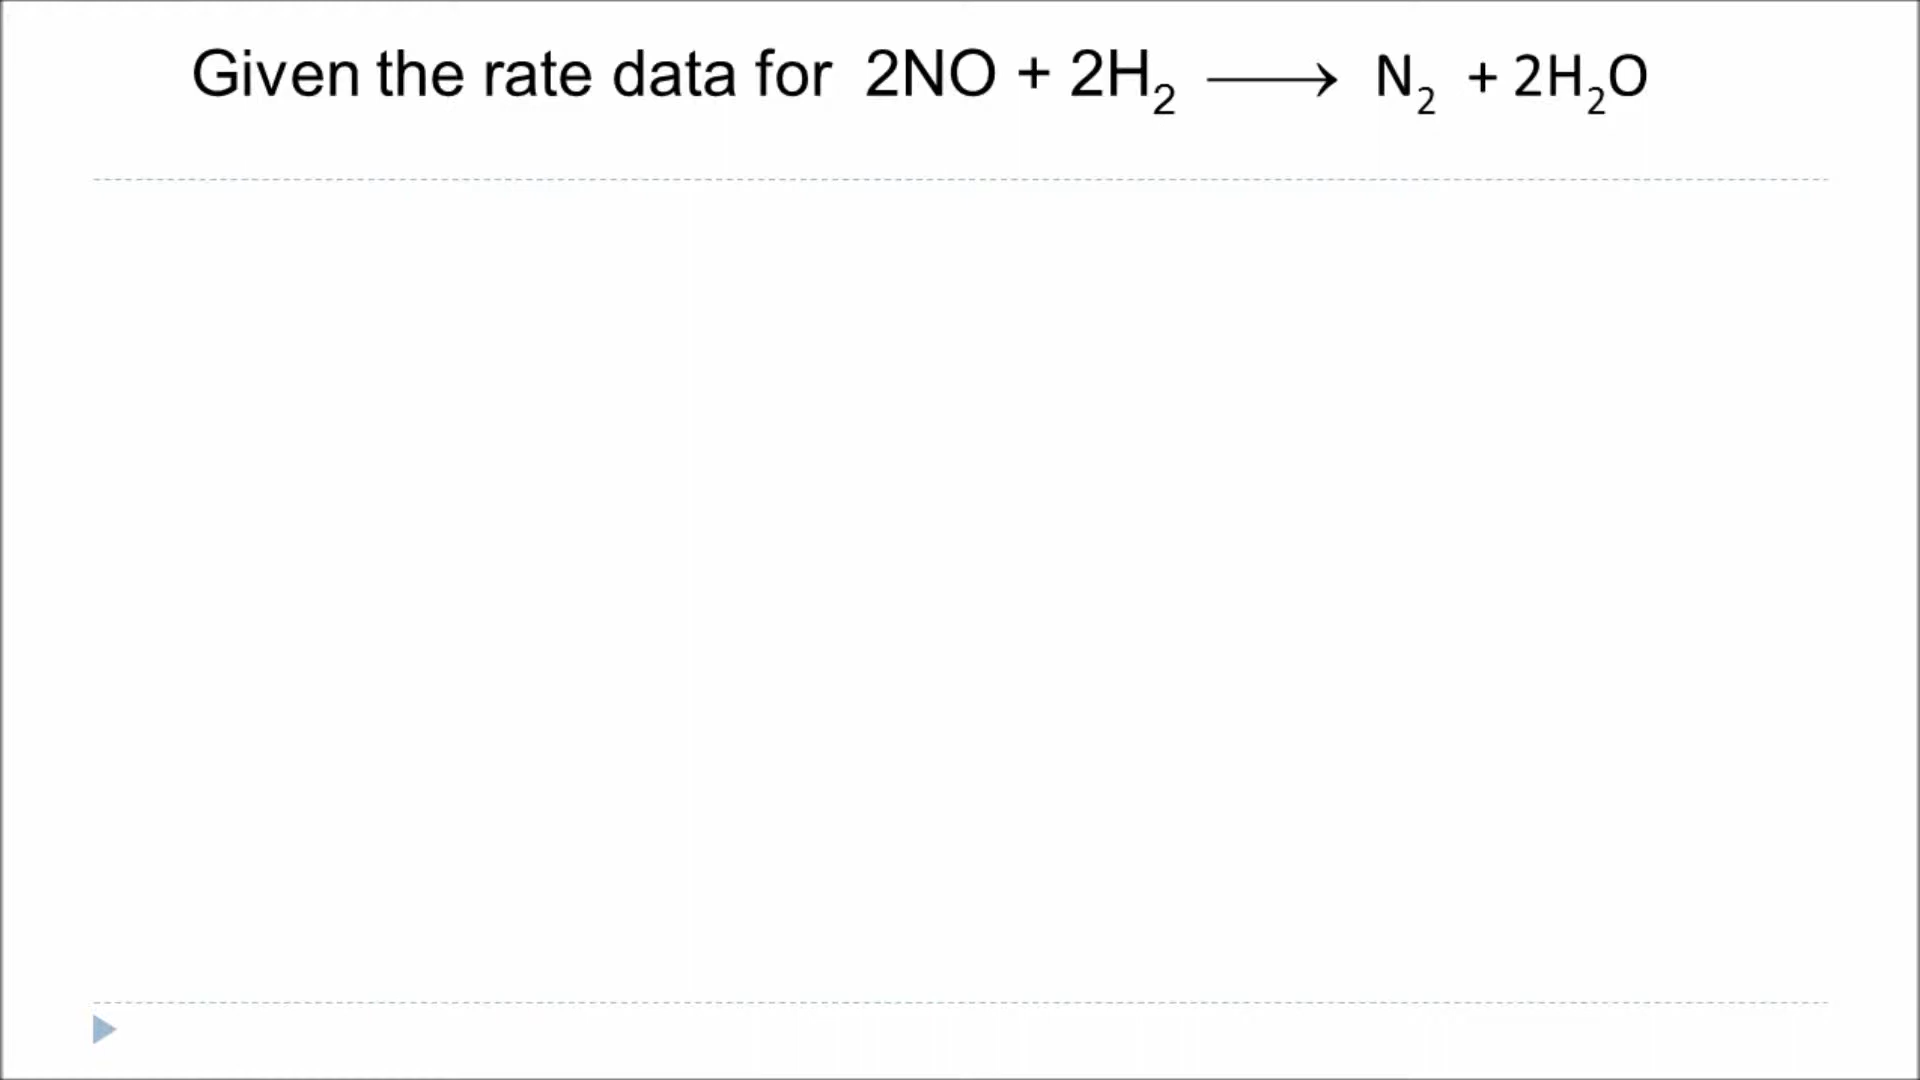 Given the rate data for 2NO + 2H₂ ⟶ N₂ + 2H₂O